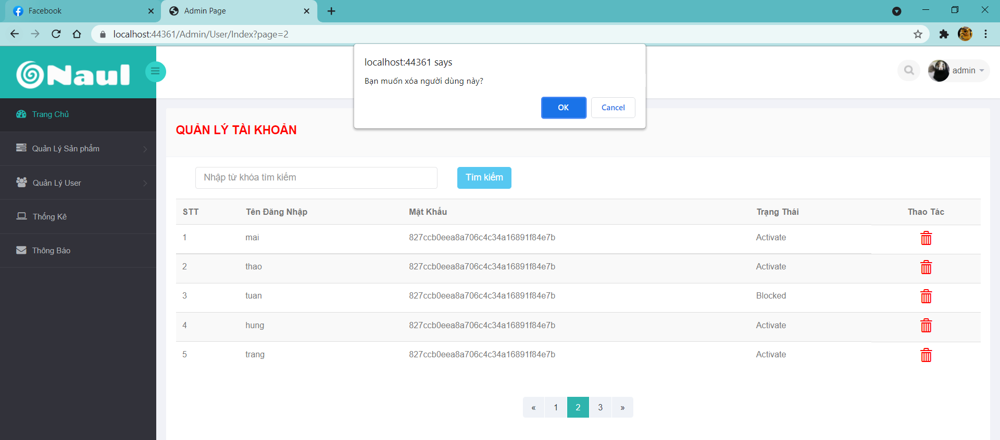 Facebook
Admin Page
localhost:44361/Admin/User/Index?page=2
localhost:44361 says
Bạn muốn xóa người dùng này?
OK
Cancel
Naul
admin
Trang Chủ
Quản Lý Sản phẩm
Quản Lý User
Thống Kê
Thông Báo
QUẢN LÝ TÀI KHOẢN
Nhập từ khóa tìm kiếm
Tìm kiếm
STT Tên Đăng Nhập Mật Khẩu Trạng Thái Thao Tác
1 mai 827ccb0eea8a706c4c34a16891f84e7b Activate
2 thao 827ccb0eea8a706c4c34a16891f84e7b Activate
3 tuan 827ccb0eea8a706c4c34a16891f84e7b Blocked
4 hung 827ccb0eea8a706c4c34a16891f84e7b Activate
5 trang 827ccb0eea8a706c4c34a16891f84e7b Activate
« 1 2 3 »